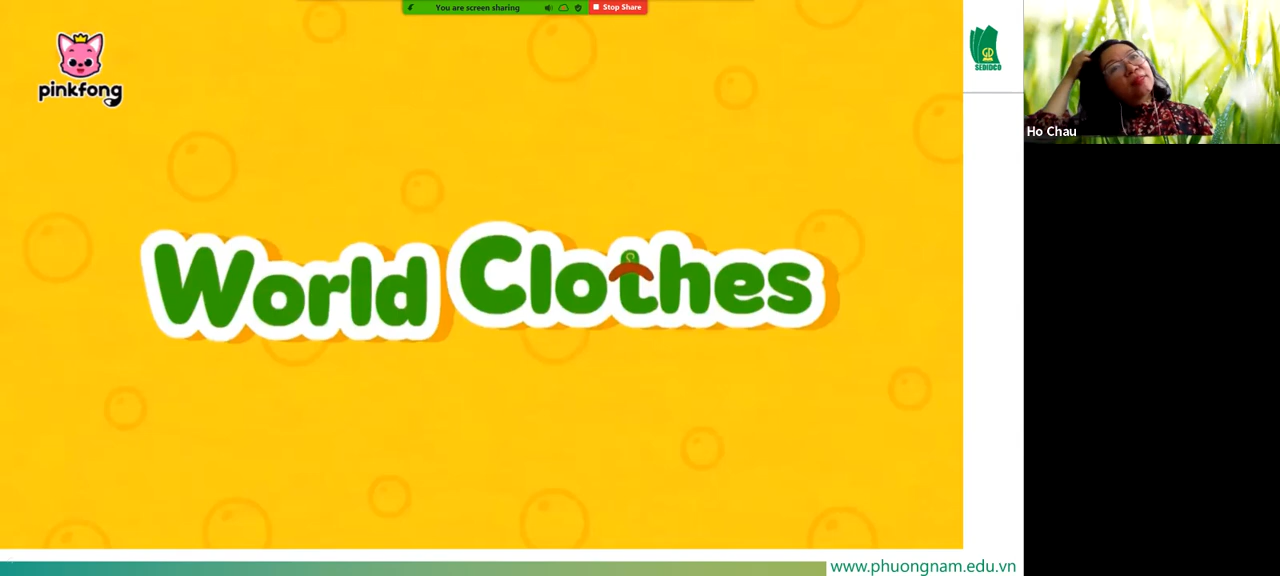 You are screen sharing
Stop Share
pinkfong
SEDIDCO
Ho Chau
World Clothes
www.phuongnam.edu.vn